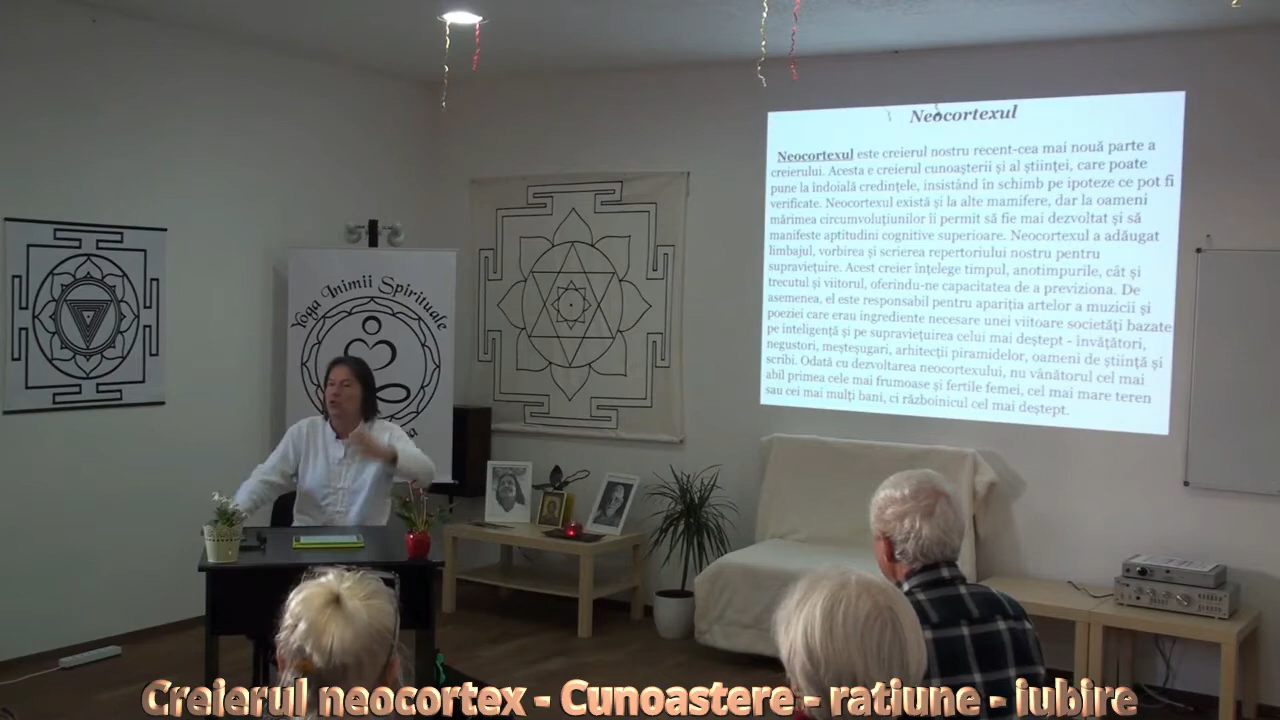 Neocortexul
Neocortexul este creierul nostru recent-cea mai nouă parte a
creierului. Acesta e creierul cunoașterii și al științei, care poate
pune la îndoială credințele, insistând în schimb pe ipoteze ce pot fi
verificate. Neocortexul există și la alte mamifere, dar la oameni
mărimea circumvoluțiunilor îi permit să fie mai dezvoltat și să
manifeste aptitudini cognitive superioare. Neocortexul a adăugat
limbajul, vorbirea și scrierea repertoriului nostru pentru
supraviețuire. Acest creier înțelege timpul, anotimpurile, cât și
trecutul și viitorul, oferindu-ne capacitatea de a previziona. De
asemenea, el este responsabil pentru apariția artelor a muzicii și
poeziei care erau ingrediente necesare unei viitoare societăți bazate
pe inteligență și pe supraviețuirea celui mai deștept - învățători,
negustori, meșteșugari, arhitecții piramidelor, oameni de știință și
scribi. Odată cu dezvoltarea neocortexului, nu vânătorul cel mai
abil primea cele mai frumoase și fertile femei, cel mai mare teren
sau cei mai mulți bani, ci războinicul cel mai deștept.
Yoga Inimii Spirituale
Creierul neocortex - Cunoastere - ratiune - iubire